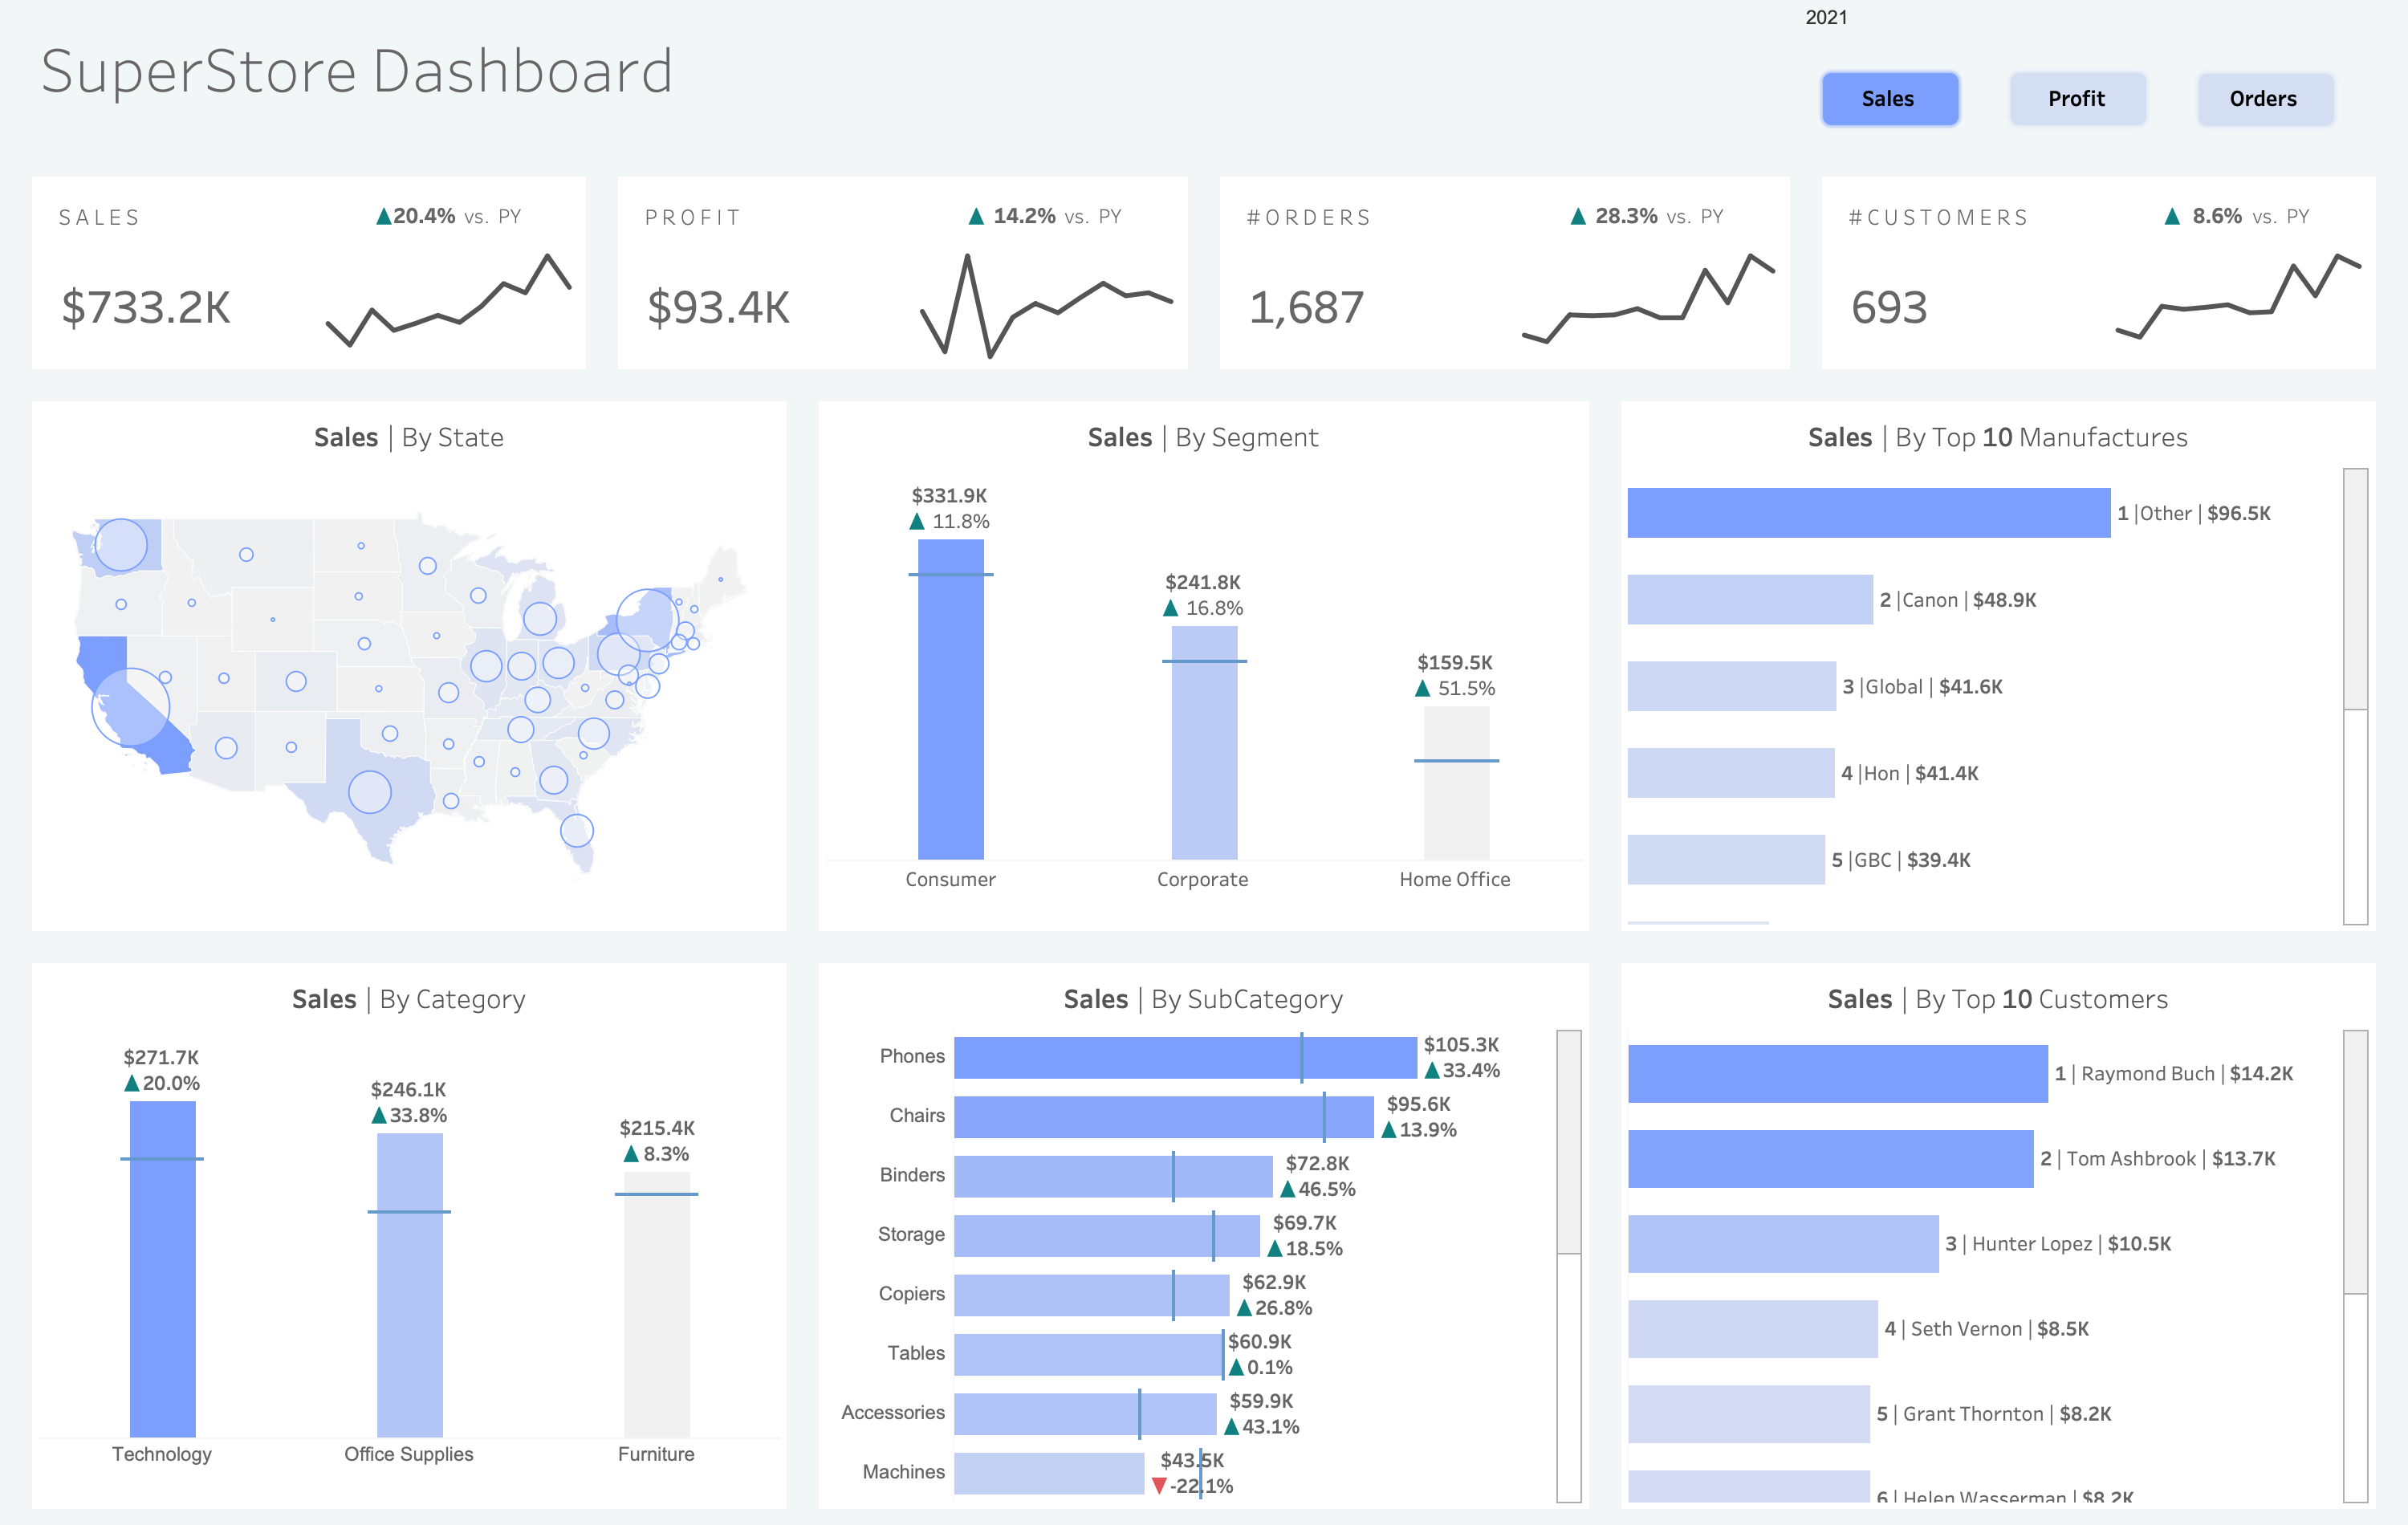 2021
SuperStore Dashboard
Sales
Profit
Orders
SALES
▲20.4% vs. PY
$733.2K
PROFIT
▲ 14.2% vs. PY
$93.4K
#ORDERS
▲ 28.3% vs. PY
1,687
#CUSTOMERS
▲ 8.6% vs. PY
693
Sales | By State
Sales | By Segment
$331.9K
▲ 11.8%
$241.8K
▲ 16.8%
$159.5K
▲ 51.5%
Consumer
Corporate
Home Office
Sales | By Top 10 Manufactures
1 |Other | $96.5K
2 |Canon | $48.9K
3 |Global | $41.6K
4 |Hon | $41.4K
5 |GBC | $39.4K
Sales | By Category
$271.7K
▲20.0%
$246.1K
▲33.8%
$215.4K
▲ 8.3%
Technology
Office Supplies
Furniture
Sales | By SubCategory
Phones
$105.3K
▲33.4%
Chairs
$95.6K
▲13.9%
Binders
$72.8K
▲46.5%
Storage
$69.7K
▲18.5%
Copiers
$62.9K
▲26.8%
Tables
$60.9K
▲0.1%
Accessories
$59.9K
▲43.1%
Machines
$43.5K
▼-22.1%
Sales | By Top 10 Customers
1 | Raymond Buch | $14.2K
2 | Tom Ashbrook | $13.7K
3 | Hunter Lopez | $10.5K
4 | Seth Vernon | $8.5K
5 | Grant Thornton | $8.2K
6 | Helen Wasserman | $8.2K